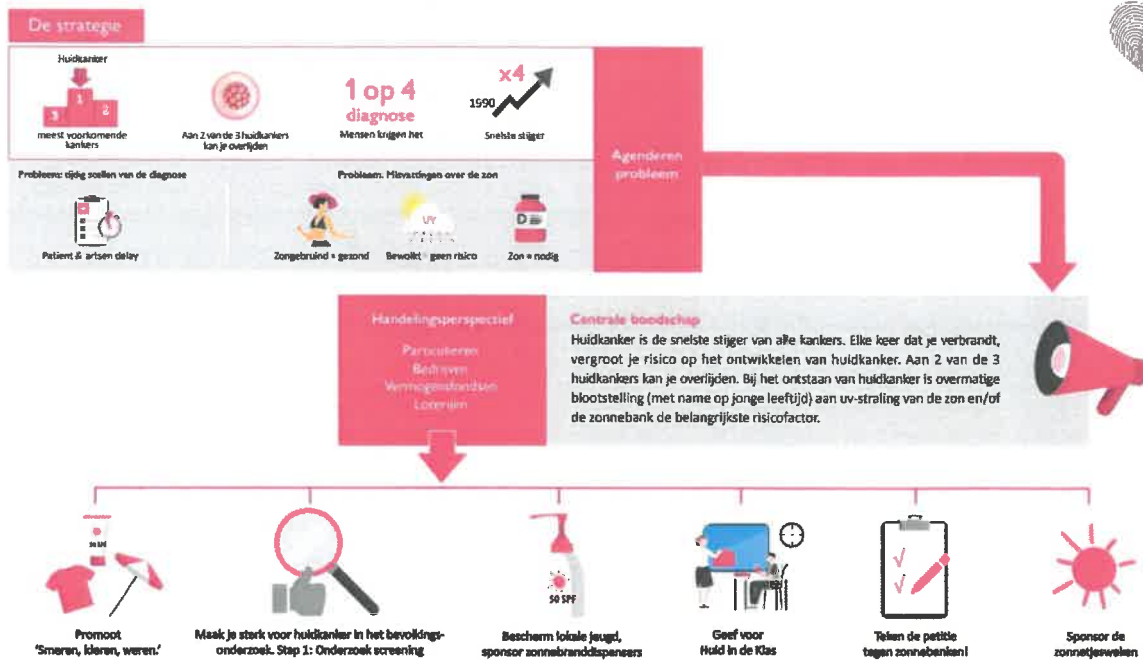 De strategie
Huidkanker
1
2
3
meest voorkomende
kankers
Aan 2 van de 3 huidkankers
kan je overlijden
1 op 4
diagnose
Mensen krijgen het
x4
1990
Snelste stijger
Probleem: tijdig stellen van de diagnose
Patient & artsen delay
Probleem: Misvattingen over de zon
Zongebruind = gezond
UV
Bewolkt = geen risico
D
Zon = nodig
Agenderen
probleem
Handelingsperspectief
Particulieren
Bedrijven
Vermogensfondsen
Loterijen
Centrale boodschap
Huidkanker is de snelste stijger van alle kankers. Elke keer dat je verbrandt,
vergroot je risico op het ontwikkelen van huidkanker. Aan 2 van de 3
huidkankers kan je overlijden. Bij het ontstaan van huidkanker is overmatige
blootstelling (met name op jonge leeftijd) aan uv-straling van de zon en/of
de zonnebank de belangrijkste risicofactor.
Promoot
'Smeren, kleren, weren.'
Maak je sterk voor huidkanker in het bevolkings-
onderzoek. Stap 1: Onderzoek screening
50 SPF
Bescherm lokale jeugd,
sponsor zonnebranddispensers
Geef voor
Huid in de Klas
Teken de petitie
tegen zonnebanken!
Sponsor de
zonnetjesweken